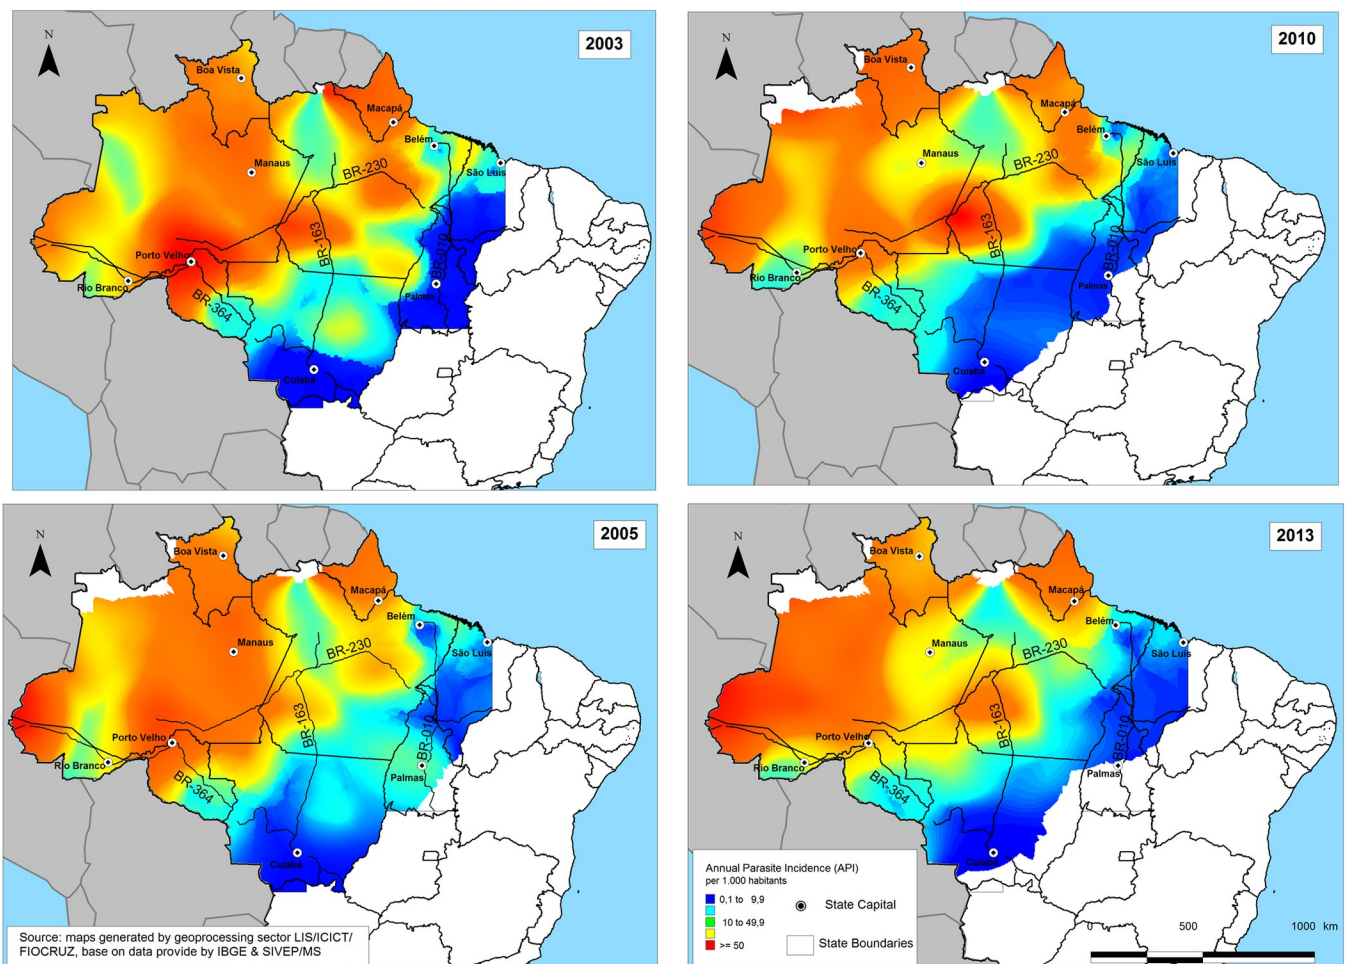 N
2003
Boa Vista
Macapá
Belém
Manaus
São Luis
BR-230
BR-163
BR-010
Porto Velho
Rio Branco
BR-364
Palmas
Cuiabá
N
2010
Boa Vista
Macapá
Belém
Manaus
São Luis
BR-230
BR-163
BR-010
Porto Velho
Rio Branco
BR-364
Palmas
Cuiabá
N
2005
Boa Vista
Macapá
Belém
Manaus
São Luis
BR-230
BR-163
BR-010
Porto Velho
Rio Branco
BR-364
Palmas
Cuiabá
Source: maps generated by geoprocessing sector LIS/ICICT/
FIOCRUZ, base on data provide by IBGE & SIVEP/MS
N
2013
Boa Vista
Macapá
Belém
Manaus
São Luis
BR-230
BR-163
BR-010
Porto Velho
Rio Branco
BR-364
Palmas
Cuiabá
Annual Parasite Incidence (API)
per 1.000 habitants
0,1 to 9,9
10 to 49,9
>= 50
State Capital
State Boundaries
0 500 1000 km